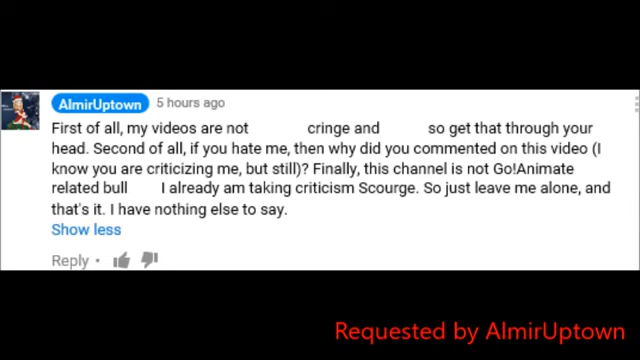 AlmirUptown 5 hours ago
First of all, my videos are not cringe and so get that through your
head. Second of all, if you hate me, then why did you commented on this video (I
know you are criticizing me, but still)? Finally, this channel is not Go!Animate
related bull I already am taking criticism Scourge. So just leave me alone, and
that's it. I have nothing else to say.
Show less
Reply •
Requested by AlmirUptown